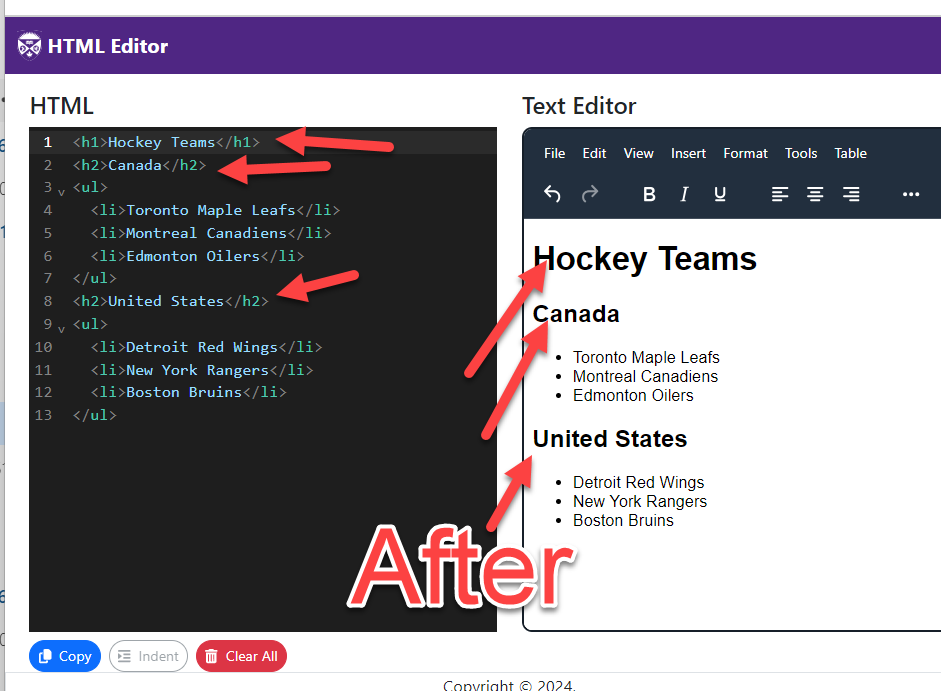 HTML Editor
HTML
1 <h1>Hockey Teams</h1>
2 <h2>Canada</h2>
3 <ul>
4 <li>Toronto Maple Leafs</li>
5 <li>Montreal Canadiens</li>
6 <li>Edmonton Oilers</li>
7 </ul>
8 <h2>United States</h2>
9 <ul>
10 <li>Detroit Red Wings</li>
11 <li>New York Rangers</li>
12 <li>Boston Bruins</li>
13 </ul>
Copy Indent Clear All
Text Editor
File Edit View Insert Format Tools Table
B I U
Hockey Teams
Canada
• Toronto Maple Leafs
• Montreal Canadiens
• Edmonton Oilers
United States
• Detroit Red Wings
• New York Rangers
• Boston Bruins
After
Copyright © 2024.